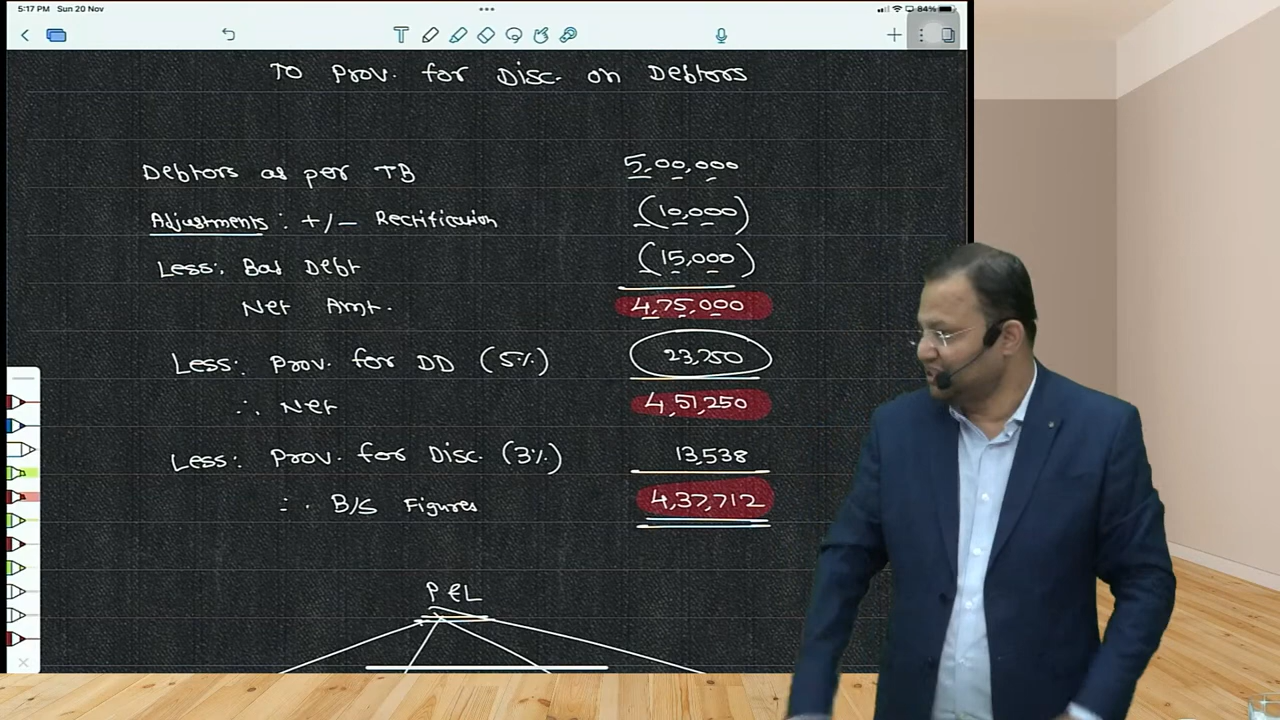 5:17 PM Sun 20 Nov
84%
To Prov. for Disc. on Debtors
Debtors as per TB 5,00,000
Adjustments : +/- Rectification (10,000)
Less: Bad Debt (15,000)
Net Amt. 4,75,000
Less: Prov. for DD (5%) 23,750
∴ Net 4,51,250
Less: Prov. for Disc. (3%) 13,538
∴ B/S Figures 4,37,712
P&L